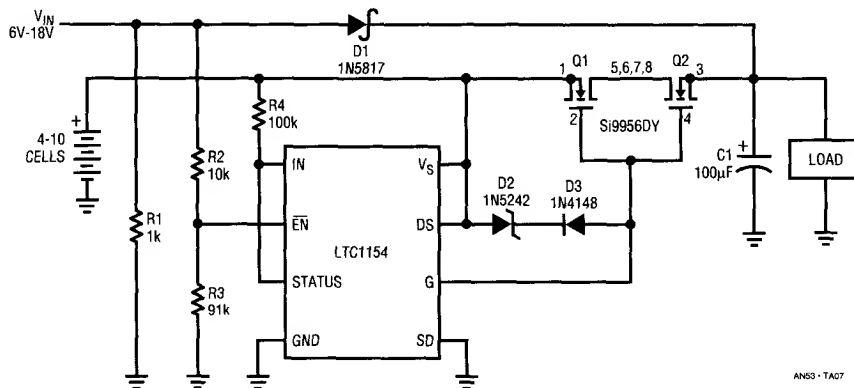 VIN
6V-18V
D1
1N5817
Q1
5,6,7,8
Q2
1
3
2
4
Si9956DY
R4
100k
4-10
CELLS
+
R2
10k
IN
VS
C1
100µF
+
LOAD
D2
1N5242
D3
1N4148
R1
1k
EN
DS
LTC1154
R3
91k
STATUS
G
GND
SD
AN53 • TA07